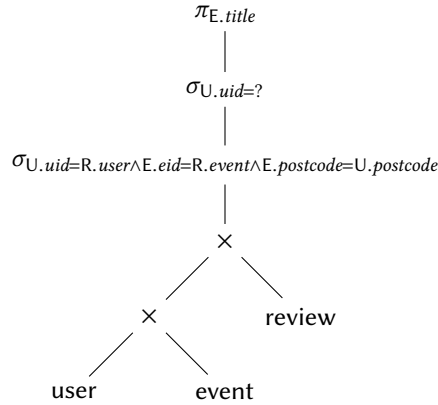 πE.title
σU.uid=?
σU.uid=R.user∧E.eid=R.event∧E.postcode=U.postcode
×
×
review
user event